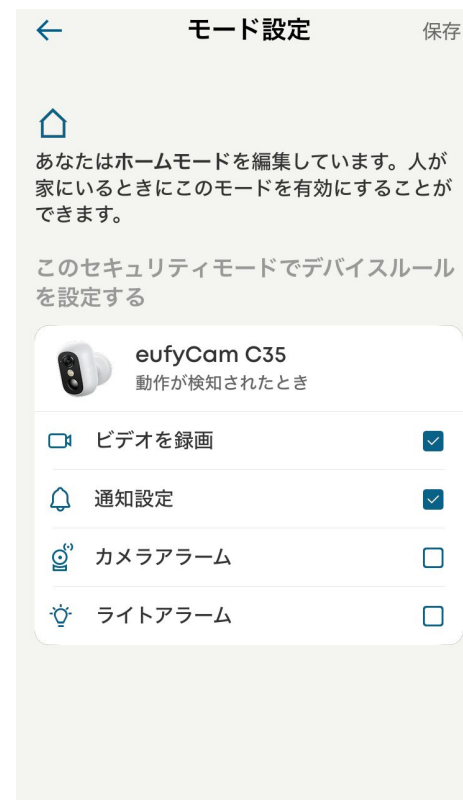 モード設定
保存
あなたはホームモードを編集しています。人が
家にいるときにこのモードを有効にすることが
できます。
このセキュリティモードでデバイスルール
を設定する
eufyCam C35
動作が検知されたとき
ビデオを録画
通知設定
カメラアラーム
ライトアラーム